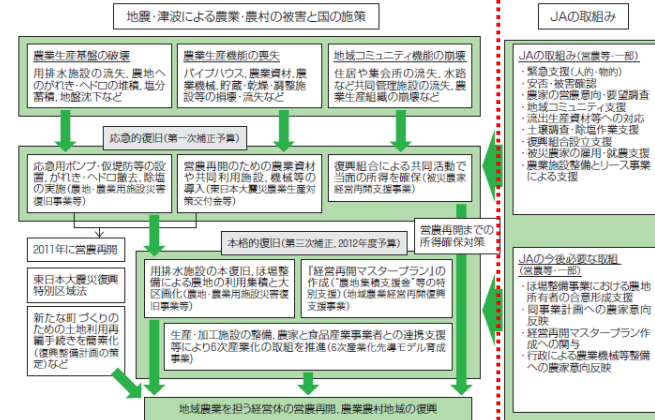 地震・津波による農業・農村の被害と国の施策
JAの取組み
農業生産基盤の破壊
用排水施設の流失、農地へ
のがれき・ヘドロの堆積、塩分
蓄積、地盤沈下など
農業生産機能の喪失
パイプハウス、農業資材、農
業機械、貯蔵・乾燥・調整施
設等の損壊・流失など
地域コミュニティ機能の崩壊
住居や集会所の流失、水路
など共同管理施設の流失、農
業生産組織の崩壊など
応急的復旧(第一次補正予算)
応急用ポンプ・仮堤防等の設
置、がれき・ヘドロ撤去、除塩
の実施(農地・農業用施設災害
復旧事業等)
営農再開のための農業資材
や共同利用施設、機械等の
導入(東日本大震災農業生産対
策交付金等)
復興組合による共同活動で
当面の所得を確保(被災農家
経営再開支援事業)
営農再開までの
所得確保対策
2011年に営農再開
東日本大震災復興
特別区域法
新たな町づくりの
ための土地利用再
編手続きを簡素化
(復興整備計画の策
定)など
本格的復旧(第三次補正、2012年度予算)
用排水施設の本復旧、ほ場整
備による農地の利用集積と大
区画化(農地・農業用施設災害復
旧事業等)
『経営再開マスタープラン』の
作成(“農地集積支援金”等の特
別支援)(地域農業経営再開復興
支援事業)
生産・加工施設の整備、農家と食品産業事業者との連携支援
等により6次産業化の取組を推進(6次産業化先導モデル育成
事業)
地域農業を担う経営体の営農再開、農業農村地域の復興
JAの取組み(営農等・一部)
・緊急支援(人的・物的)
・安否・被害確認
・農家の営農意向・要望調査
・地域コミュニティ支援
・流出生産資材等への対応
・土壌調査・除塩作業支援
・復興組合設立支援
・被災農家の雇用・就農支援
・農業施設整備とリース事業
による支援
JAの今後必要な取組
(営農等・一部)
・ほ場整備事業における農地
所有者の合意形成支援
・同事業計画への農家意向
反映
・経営再開マスタープラン作
成への関与
・行政による農業機械等整備
への農家意向反映